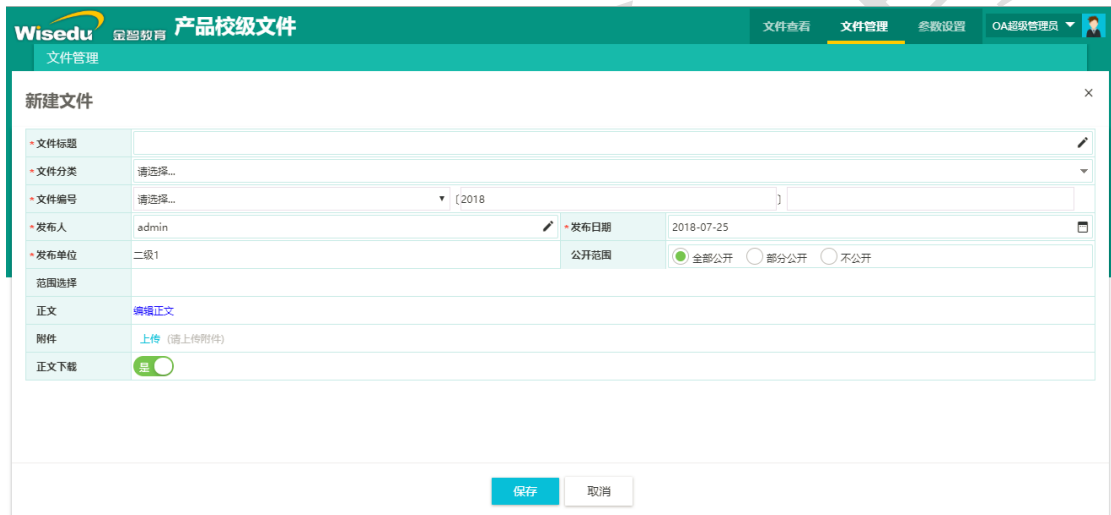 Wisedu 金智教育 产品校级文件 文件查看 文件管理 参数设置 OA超级管理员
文件管理
新建文件 ×
*文件标题
*文件分类 请选择...
*文件编号 请选择... 〔2018 〕
*发布人 admin *发布日期 2018-07-25
*发布单位 二级1 公开范围 全部公开 部分公开 不公开
范围选择
正文 编辑正文
附件 上传 (请上传附件)
正文下载 是
保存 取消